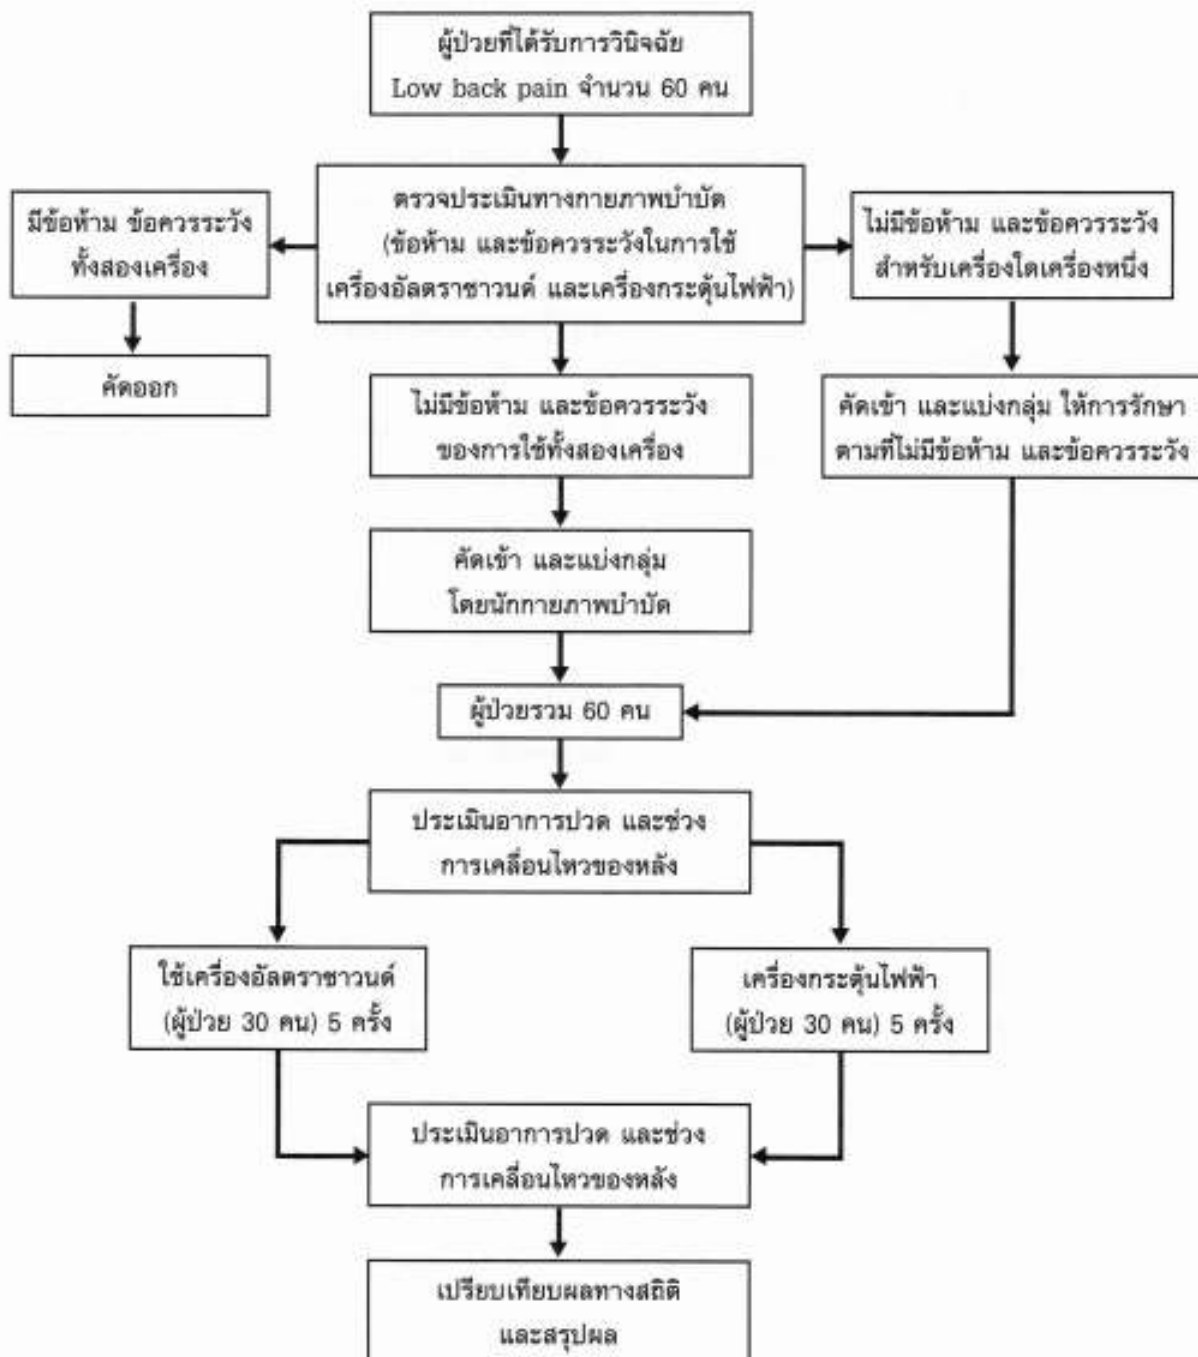 ผู้ป่วยที่ได้รับการวินิจฉัย
Low back pain จำนวน 60 คน
ตรวจประเมินทางกายภาพบำบัด
(ข้อห้าม และข้อควรระวังในการใช้
เครื่องอัลตราซาวนด์ และเครื่องกระตุ้นไฟฟ้า)
มีข้อห้าม ข้อควรระวัง
ทั้งสองเครื่อง
ไม่มีข้อห้าม และข้อควรระวัง
สำหรับเครื่องใดเครื่องหนึ่ง
คัดออก
ไม่มีข้อห้าม และข้อควรระวัง
ของการใช้ทั้งสองเครื่อง
คัดเข้า และแบ่งกลุ่ม ให้การรักษา
ตามที่ไม่มีข้อห้าม และข้อควรระวัง
คัดเข้า และแบ่งกลุ่ม
โดยนักกายภาพบำบัด
ผู้ป่วยรวม 60 คน
ประเมินอาการปวด และช่วง
การเคลื่อนไหวของหลัง
ใช้เครื่องอัลตราซาวนด์
(ผู้ป่วย 30 คน) 5 ครั้ง
เครื่องกระตุ้นไฟฟ้า
(ผู้ป่วย 30 คน) 5 ครั้ง
ประเมินอาการปวด และช่วง
การเคลื่อนไหวของหลัง
เปรียบเทียบผลทางสถิติ
และสรุปผล